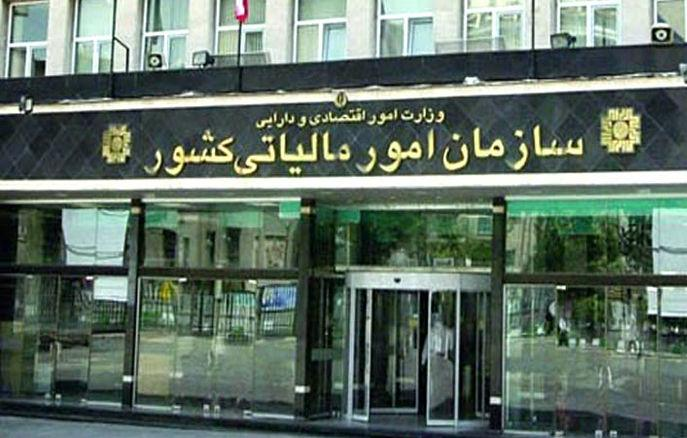 وزارت امور اقتصادی و دارایی
سازمان امور مالیاتی کشور